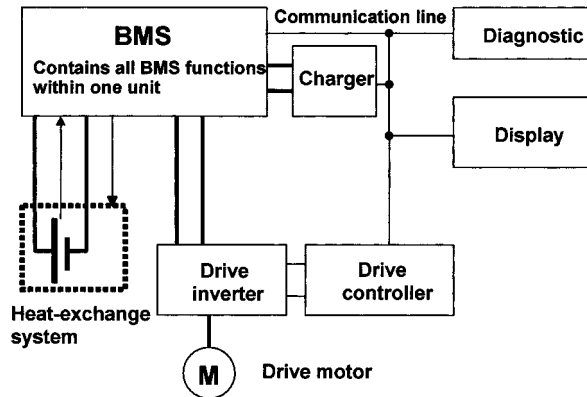 Communication line
BMS
Contains all BMS functions
within one unit
Charger
Diagnostic
Display
Drive
inverter
Drive
controller
Heat-exchange
system
M
Drive motor